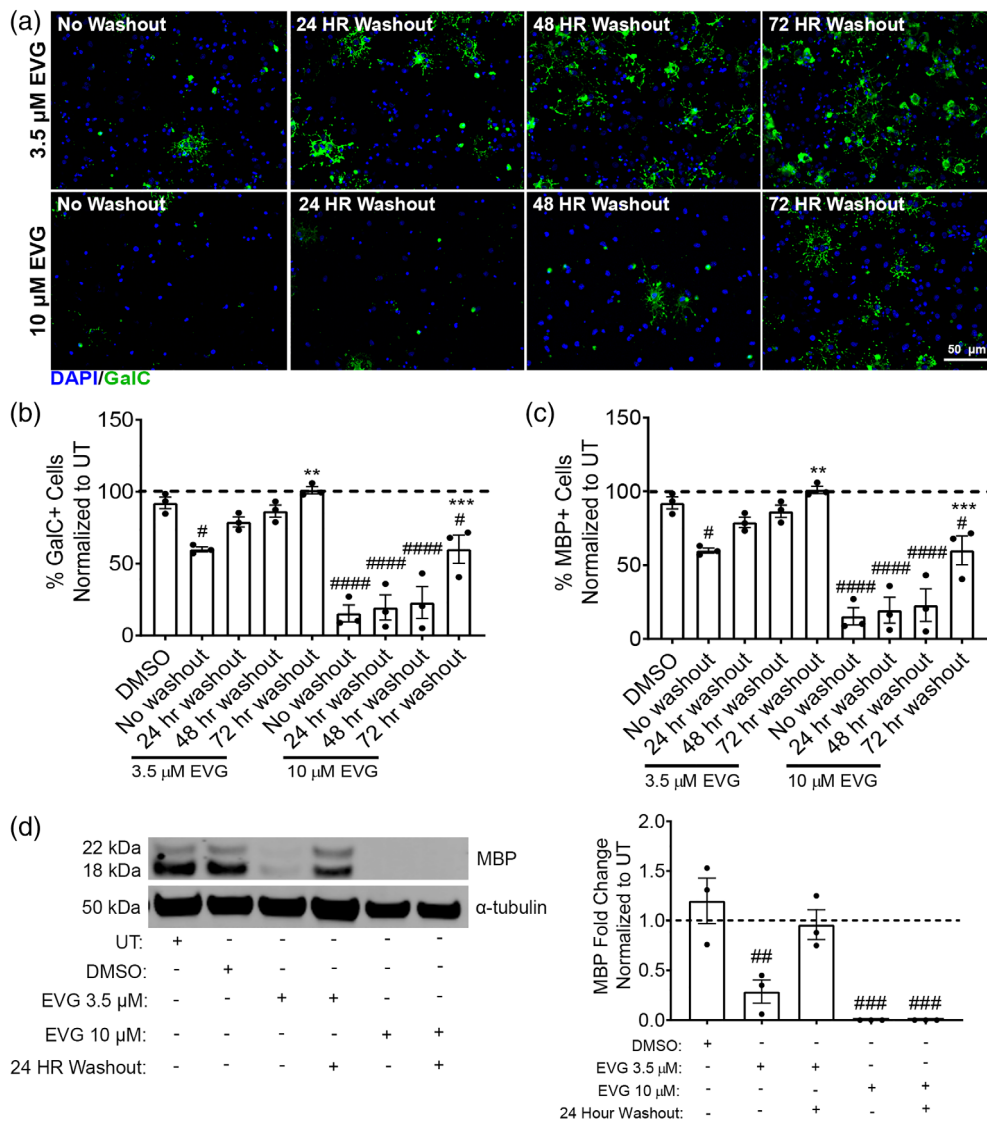 (a)
No Washout 24 HR Washout 48 HR Washout 72 HR Washout
3.5 µM EVG
No Washout 24 HR Washout 48 HR Washout 72 HR Washout
10 µM EVG
50 µm
DAPI/GalC
(b)
% GalC+ Cells
Normalized to UT
150
100
50
0
**
#
####
####
####
***
#
DMSO
No washout
24 hr washout
48 hr washout
72 hr washout
No washout
24 hr washout
48 hr washout
72 hr washout
3.5 µM EVG
10 µM EVG
(c)
% MBP+ Cells
Normalized to UT
150
100
50
0
**
#
####
####
####
***
#
DMSO
No washout
24 hr washout
48 hr washout
72 hr washout
No washout
24 hr washout
48 hr washout
72 hr washout
3.5 µM EVG
10 µM EVG
(d)
22 kDa MBP
18 kDa
50 kDa α-tubulin
UT: + - - - - -
DMSO: - + - - - -
EVG 3.5 µM: - - + + - -
EVG 10 µM: - - - - + +
24 HR Washout: - - - + - +
MBP Fold Change
Normalized to UT
2.0
1.5
1.0
0.5
0.0
##
###
###
DMSO: + - - - -
EVG 3.5 µM: - + + - -
EVG 10 µM: - - - + +
24 Hour Washout: - - + - +